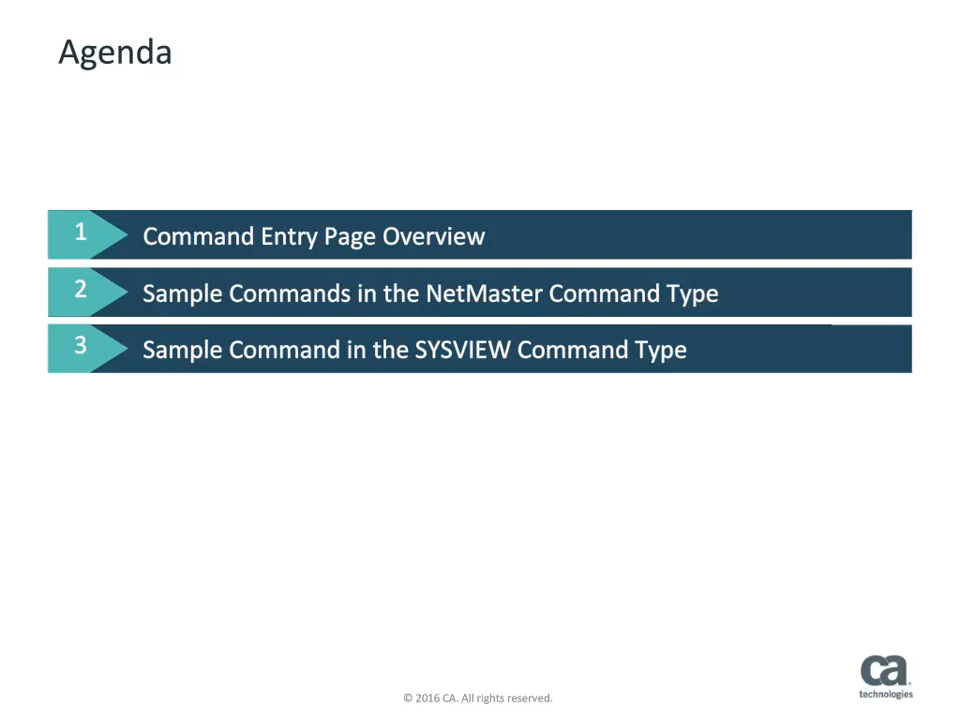 Agenda
1 Command Entry Page Overview
2 Sample Commands in the NetMaster Command Type
3 Sample Command in the SYSVIEW Command Type
© 2016 CA. All rights reserved.
ca
technologies